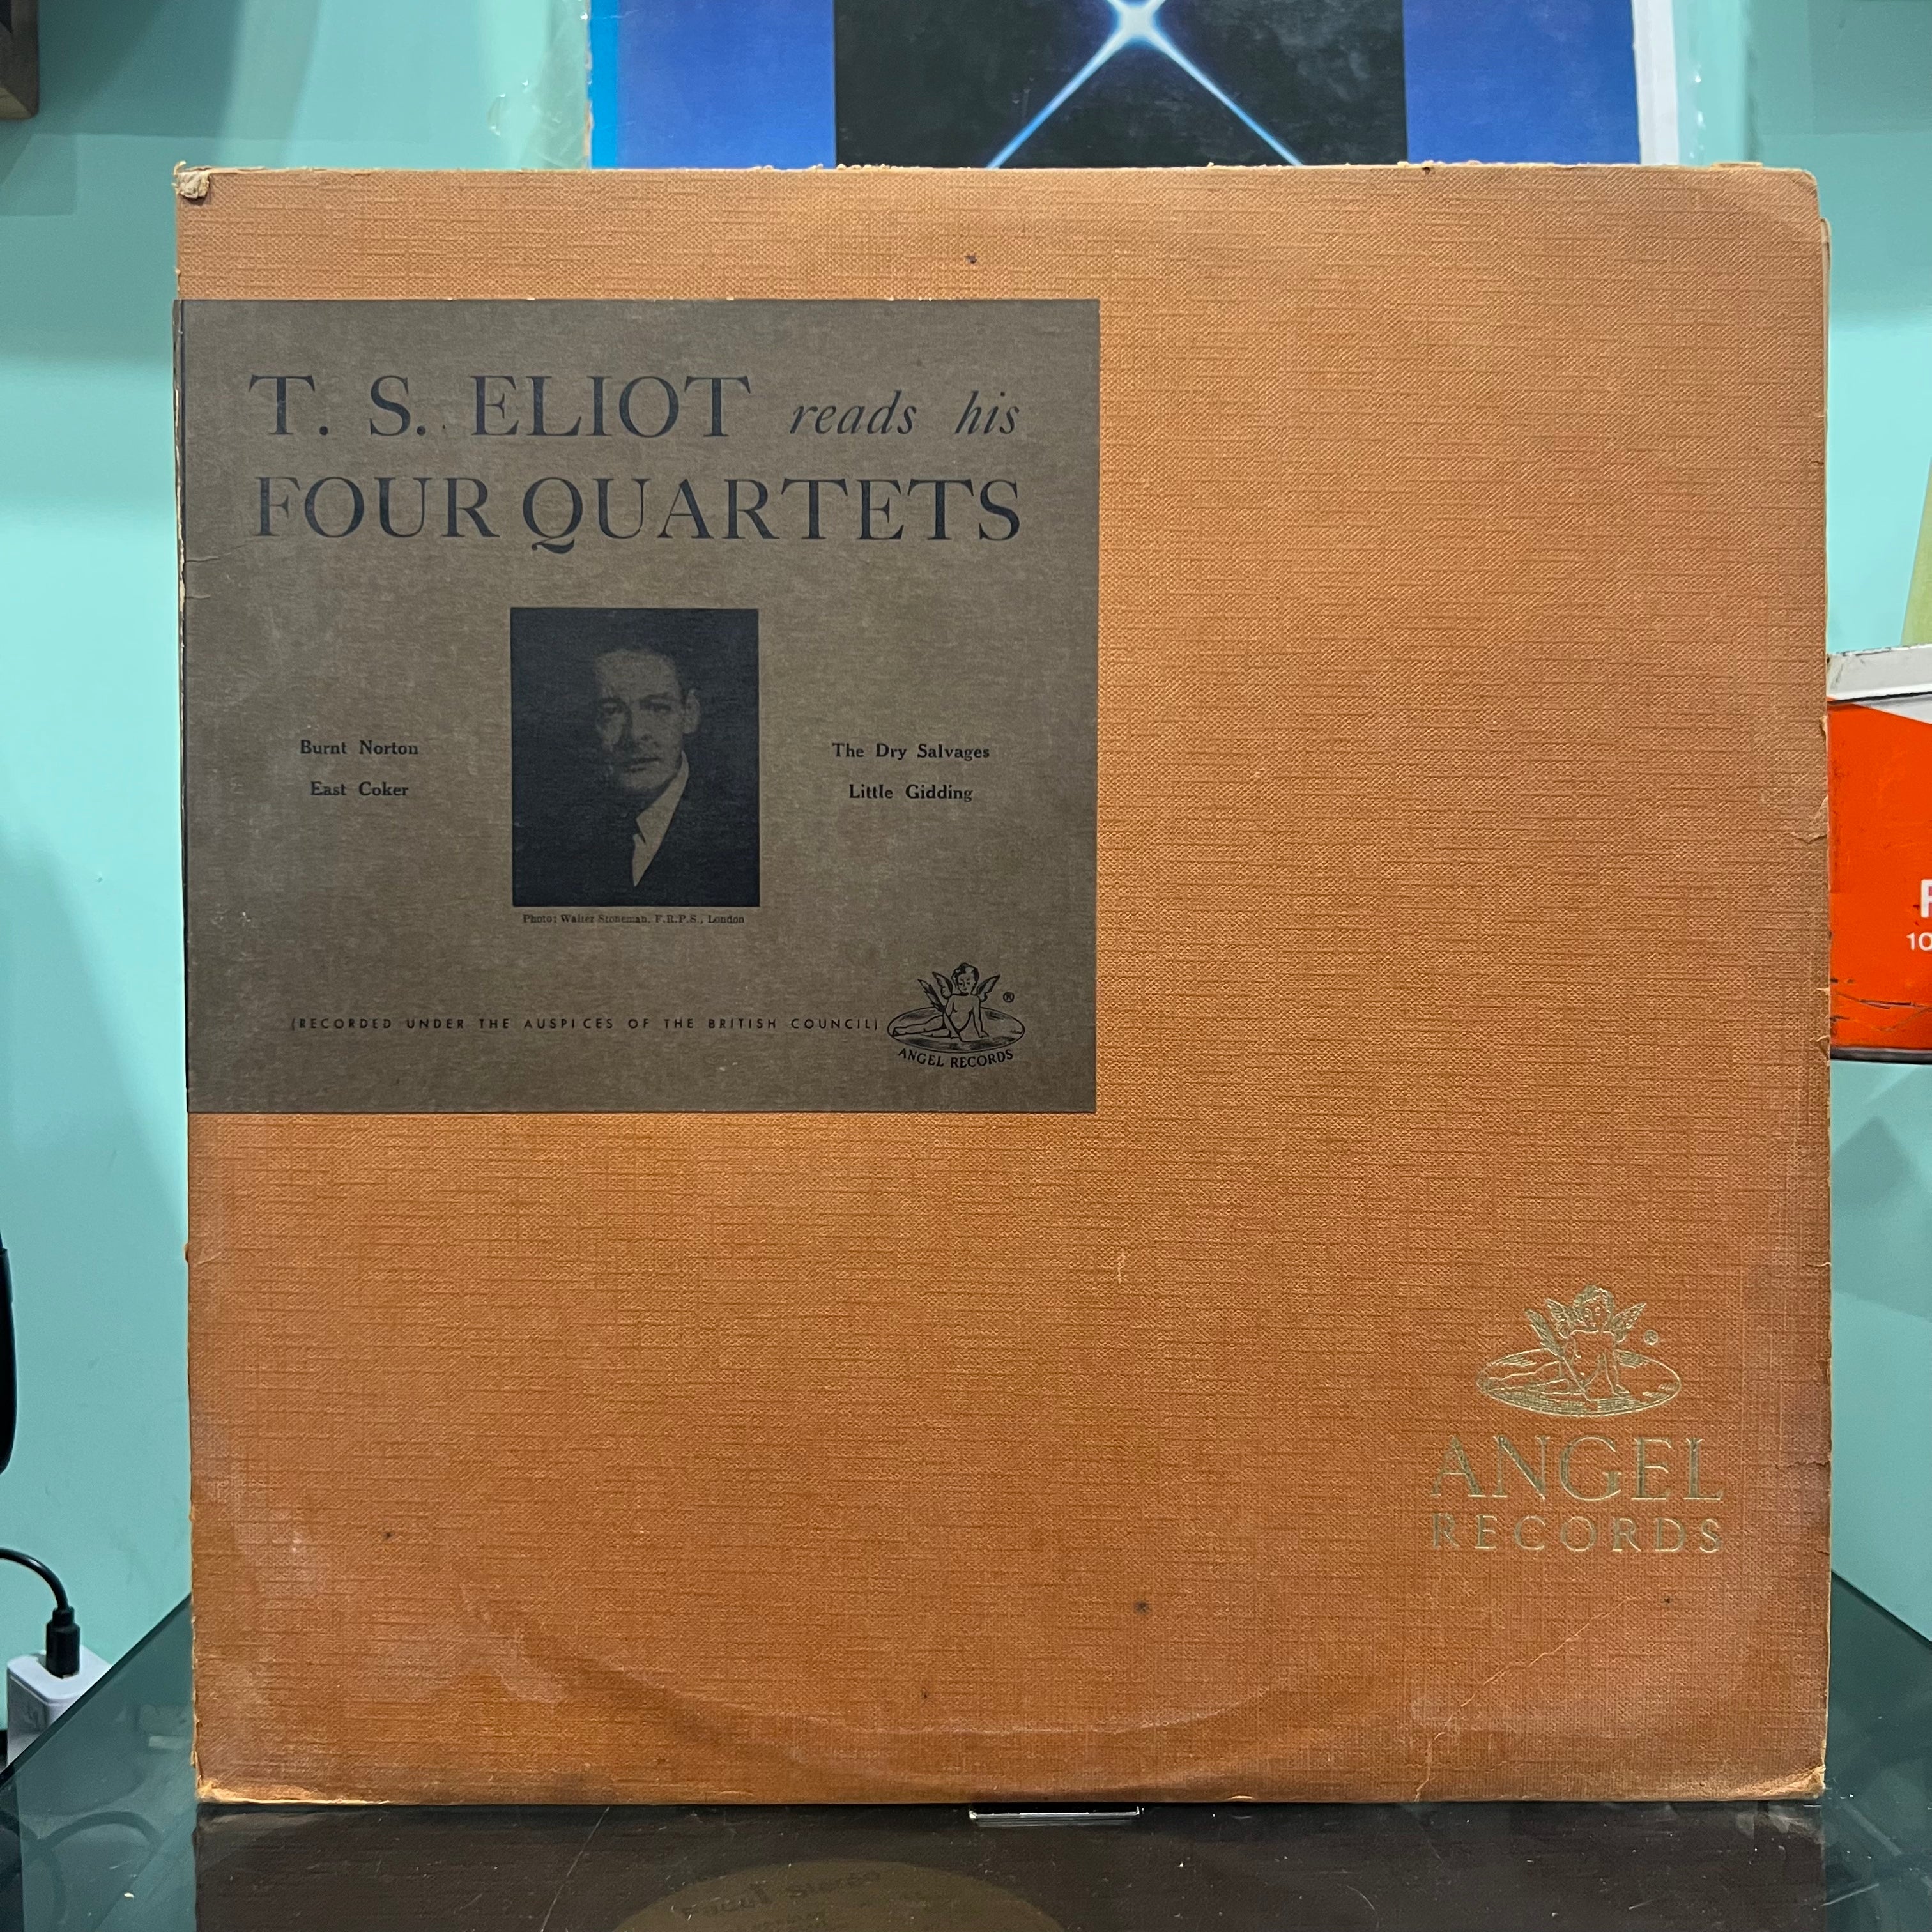 T. S. ELIOT reads his
FOUR QUARTETS
Burnt Norton
East Coker
The Dry Salvages
Little Gidding
Photo: Walter Stoneman, F.R.P.S., London
(RECORDED UNDER THE AUSPICES OF THE BRITISH COUNCIL)
®
ANGEL RECORDS
®
ANGEL
RECORDS
10